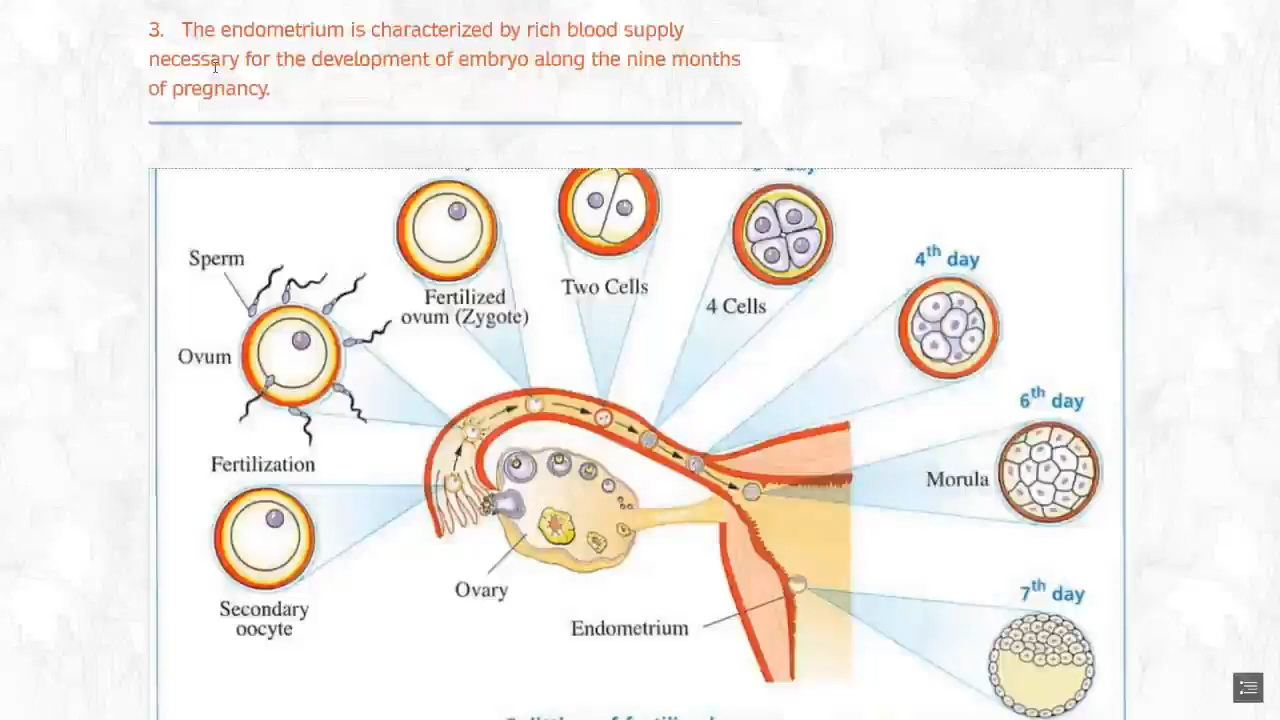 3. The endometrium is characterized by rich blood supply
necessary for the development of embryo along the nine months
of pregnancy.
4th day
Sperm
Two Cells
Fertilized
ovum (Zygote)
4 Cells
Ovum
6th day
Fertilization
Morula
Ovary
7th day
Secondary
oocyte
Endometrium